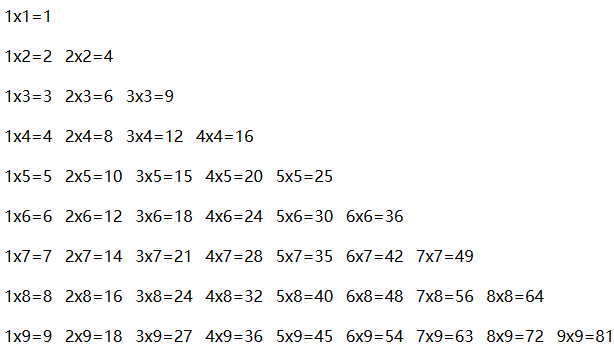 1x1=1
1x2=2 2x2=4
1x3=3 2x3=6 3x3=9
1x4=4 2x4=8 3x4=12 4x4=16
1x5=5 2x5=10 3x5=15 4x5=20 5x5=25
1x6=6 2x6=12 3x6=18 4x6=24 5x6=30 6x6=36
1x7=7 2x7=14 3x7=21 4x7=28 5x7=35 6x7=42 7x7=49
1x8=8 2x8=16 3x8=24 4x8=32 5x8=40 6x8=48 7x8=56 8x8=64
1x9=9 2x9=18 3x9=27 4x9=36 5x9=45 6x9=54 7x9=63 8x9=72 9x9=81